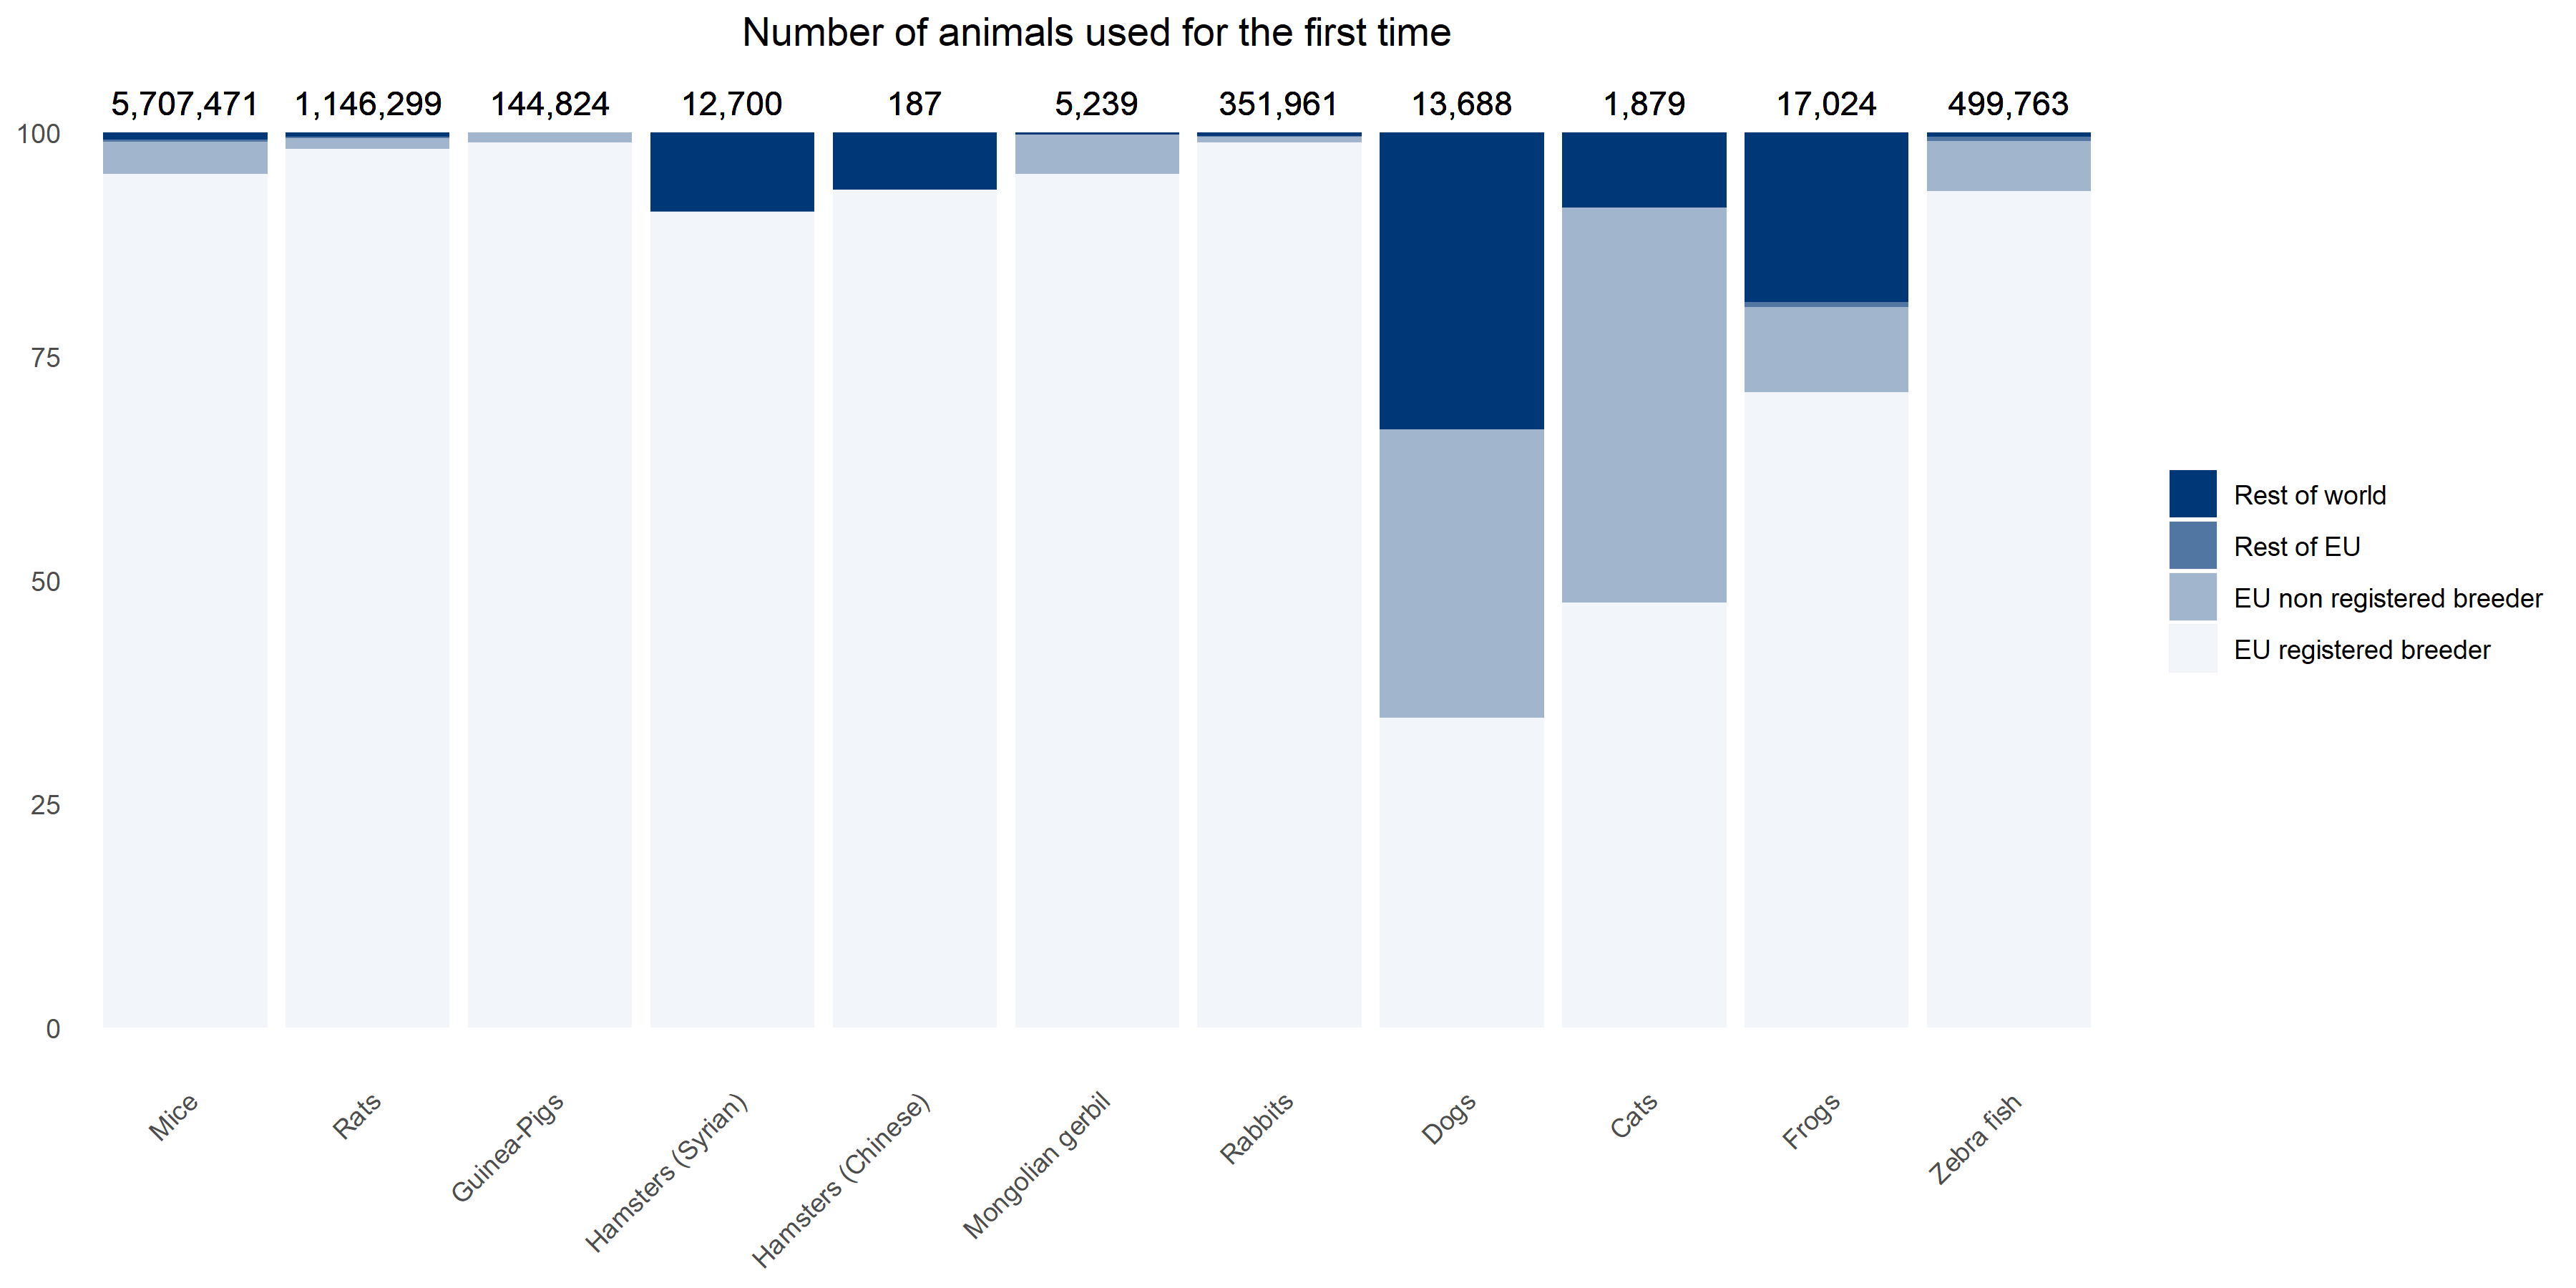 Number of animals used for the first time
5,707,471 1,146,299 144,824 12,700 187 5,239 351,961 13,688 1,879 17,024 499,763
100
75
50
25
0
Rest of world
Rest of EU
EU non registered breeder
EU registered breeder
Mice
Rats
Guinea-Pigs
Hamsters (Syrian)
Hamsters (Chinese)
Mongolian gerbil
Rabbits
Dogs
Cats
Frogs
Zebra fish